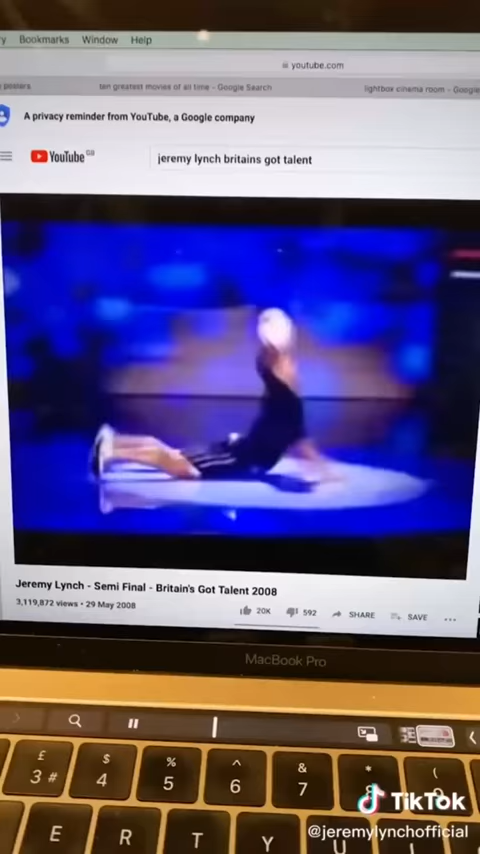 y Bookmarks Window Help
youtube.com
posters ten greatest movies of all time - Google Search lightbox cinema room - Google
A privacy reminder from YouTube, a Google company
YouTube GB jeremy lynch britains got talent
Jeremy Lynch - Semi Final - Britain's Got Talent 2008
3,119,872 views • 29 May 2008 20K 592 SHARE SAVE ...
MacBook Pro
£ $ % ^ & * (
3 # 4 5 6 7
TikTok
E R T Y U
@jeremylynchofficial